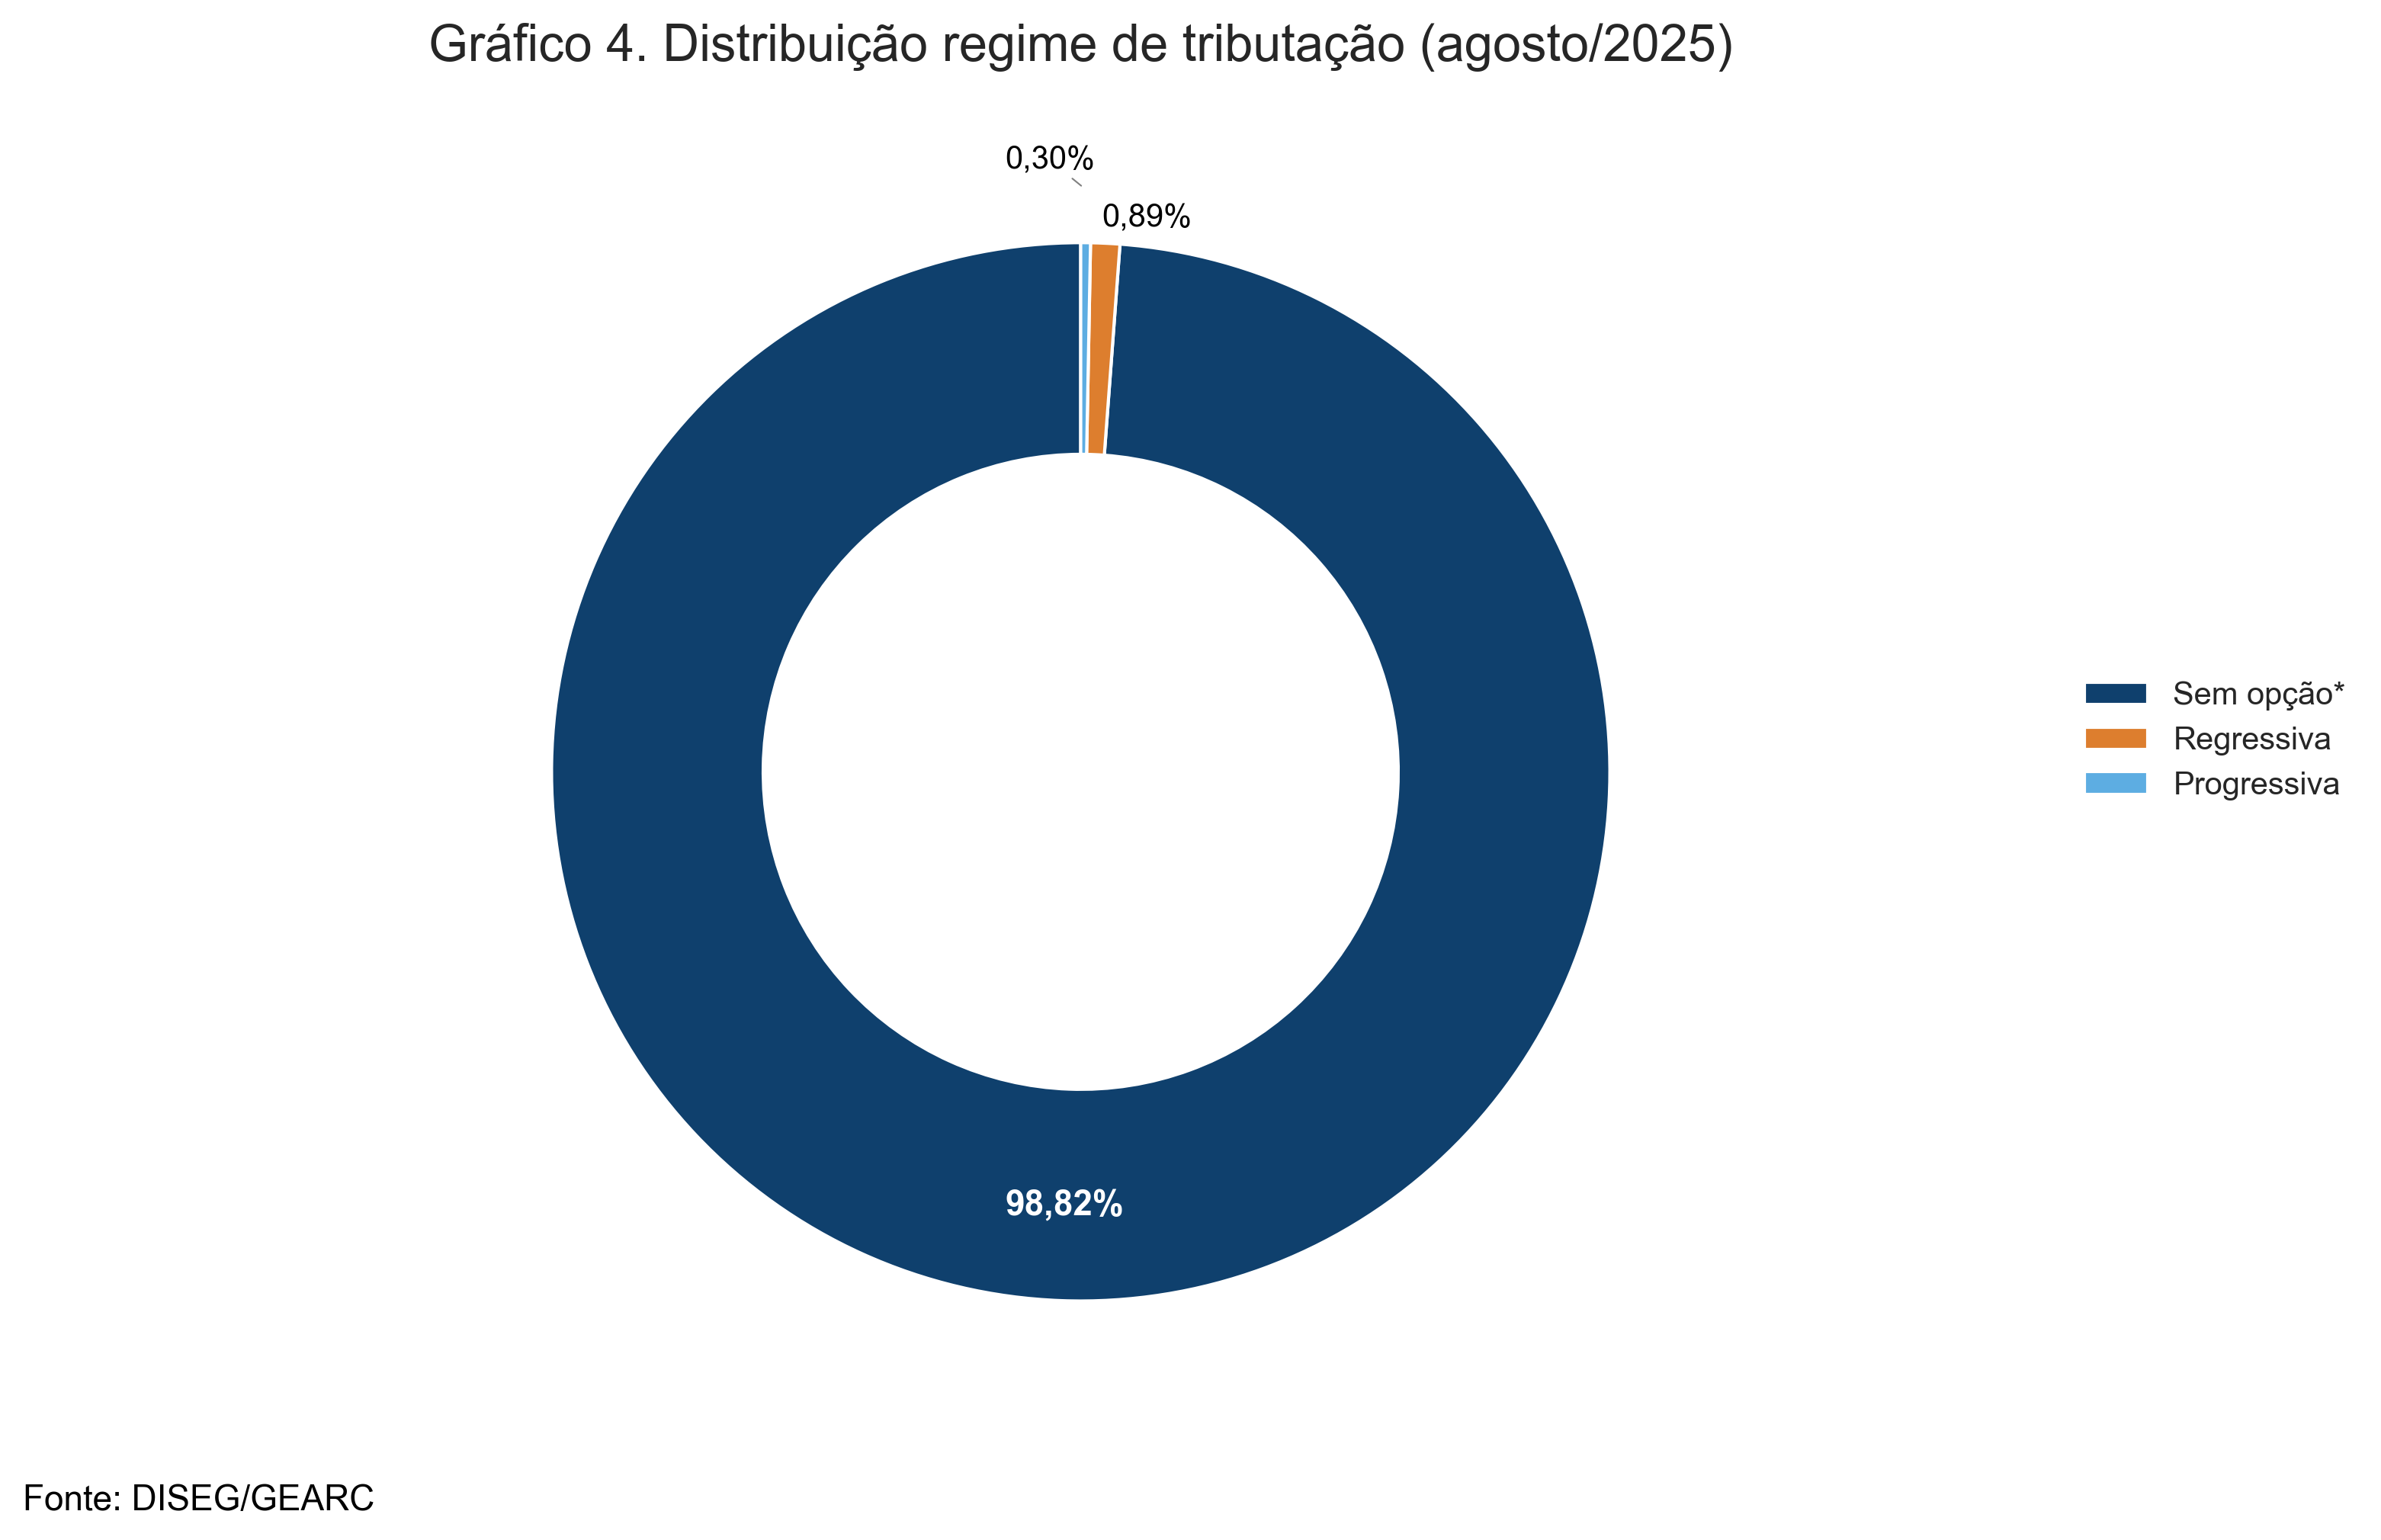 Gráfico 4. Distribuição regime de tributação (agosto/2025)
0,30%
0,89%
Sem opção*
Regressiva
Progressiva
98,82%
Fonte: DISEG/GEARC